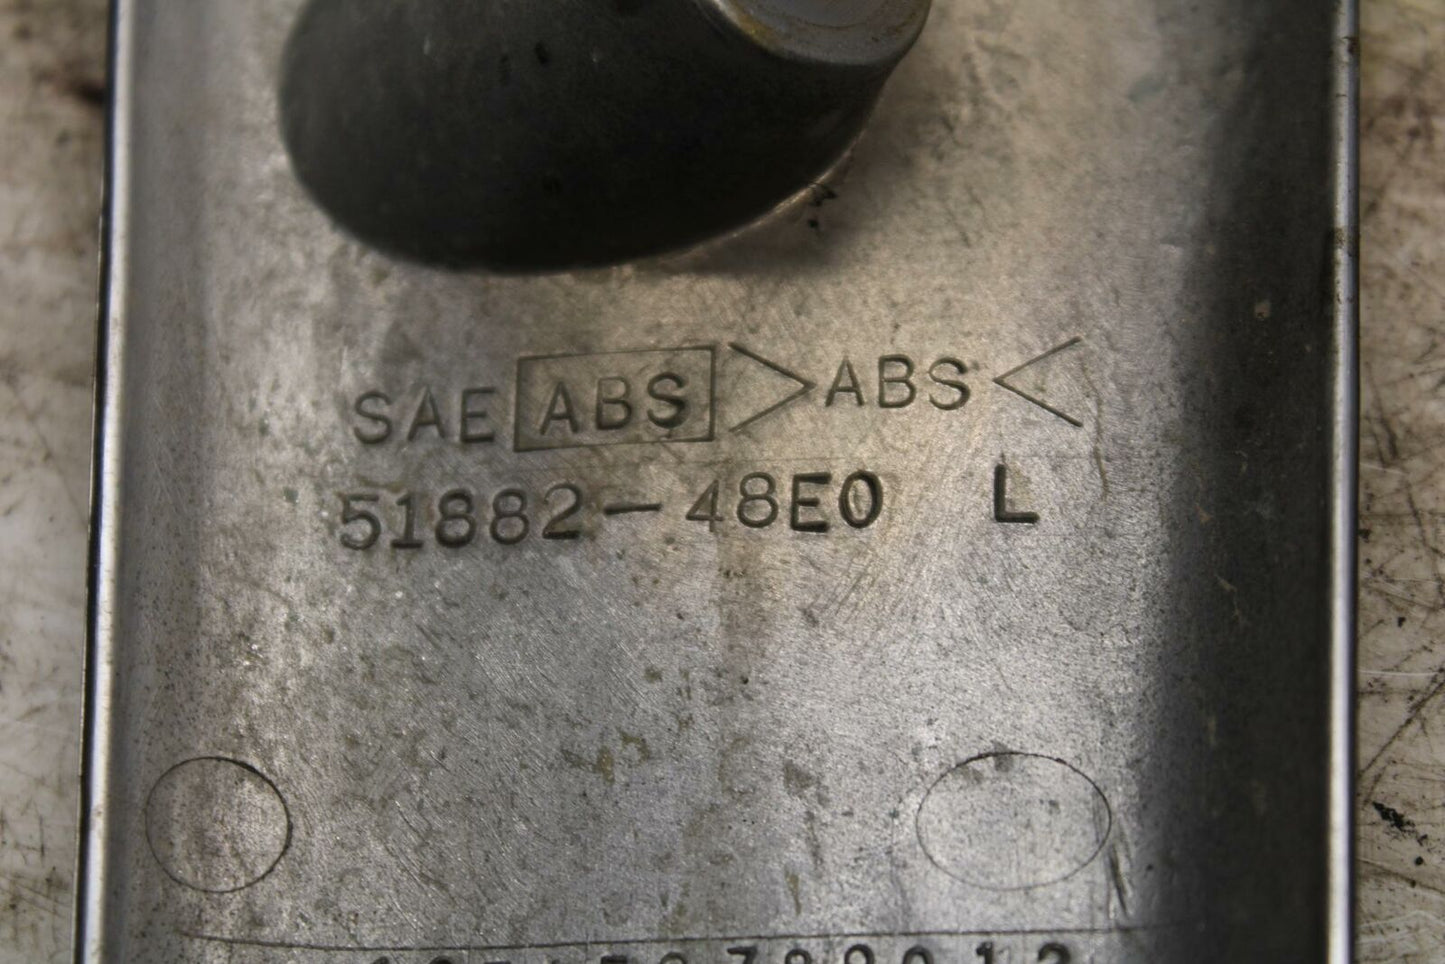 SAE ABS >ABS<
51882-48E0 L